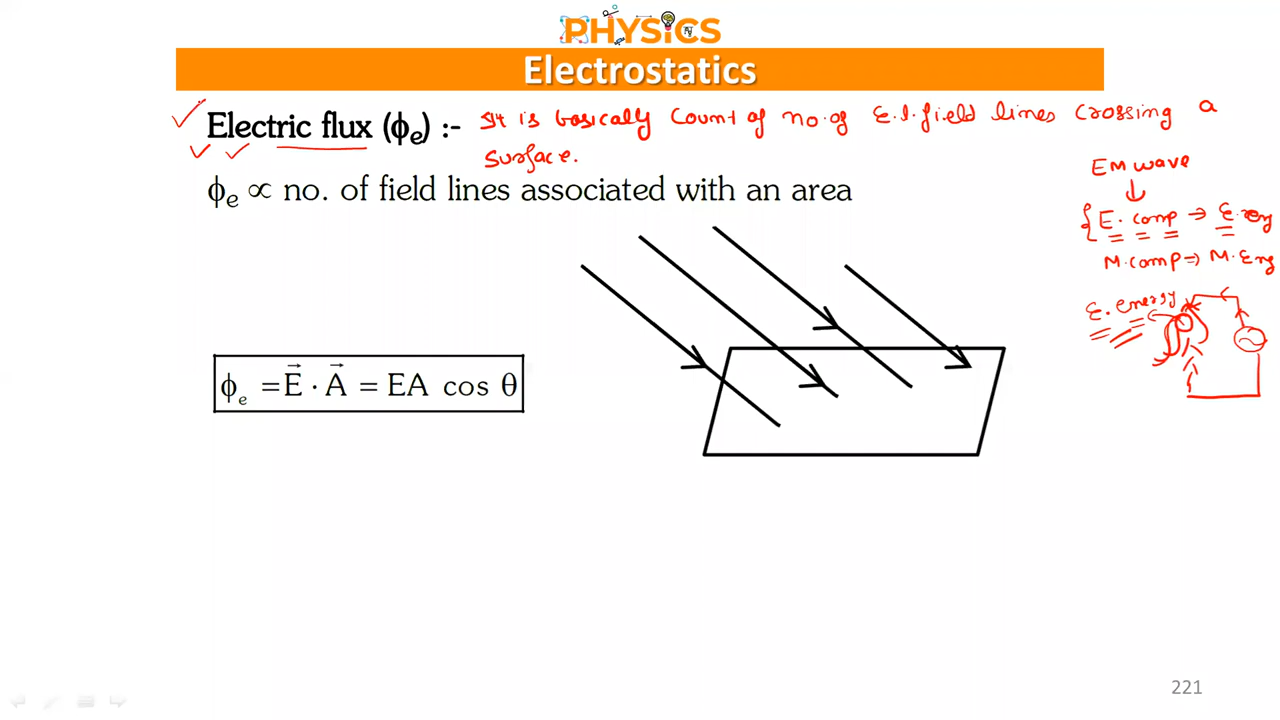 PHYSiCS
Electrostatics
Electric flux (ϕe) :- It is basically count of no. of E.l. field lines crossing a
surface.
ϕe ∝ no. of field lines associated with an area
EM wave
↓
{E. comp →
M. comp ⇒ M. Eng
E. energy
ϕe = E⃗ · A⃗ = EA cos θ
221